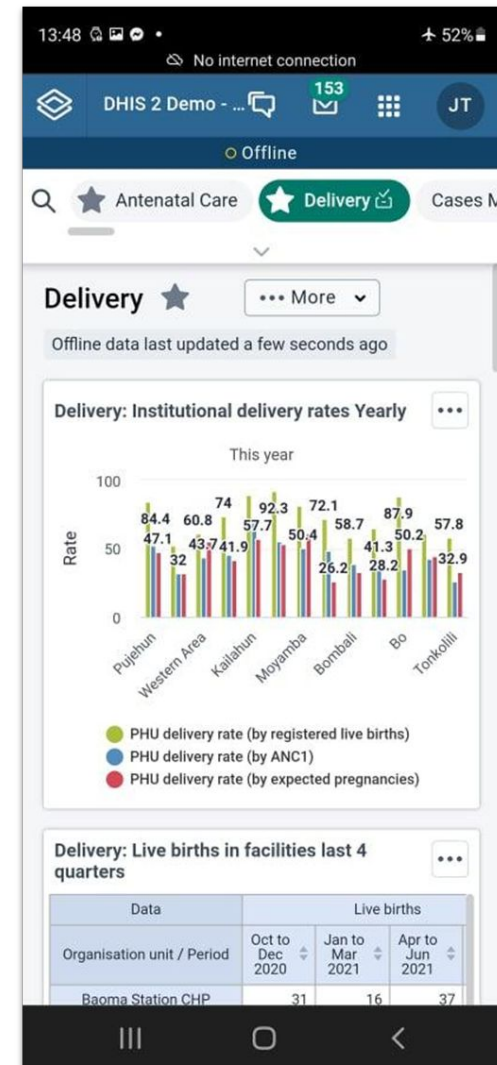 13:48 52%
No internet connection
DHIS 2 Demo - ... 153 JT
Offline
Antenatal Care Delivery Cases M
Delivery ••• More
Offline data last updated a few seconds ago
Delivery: Institutional delivery rates Yearly •••
This year
100
50
0
Rate
84.4 60.8 74 92.3 72.1 58.7 87.9 57.8
47.1 32 43.7 41.9 57.7 50.4 26.2 41.3 28.2 50.2 32.9
Pujehun Western Area Kailahun Moyamba Bombali Bo Tonkolili
PHU delivery rate (by registered live births)
PHU delivery rate (by ANC1)
PHU delivery rate (by expected pregnancies)
Delivery: Live births in facilities last 4
quarters •••
Data Live births
Organisation unit / Period Oct to Dec 2020 Jan to Mar 2021 Apr to Jun 2021
Baoma Station CHP 31 16 37